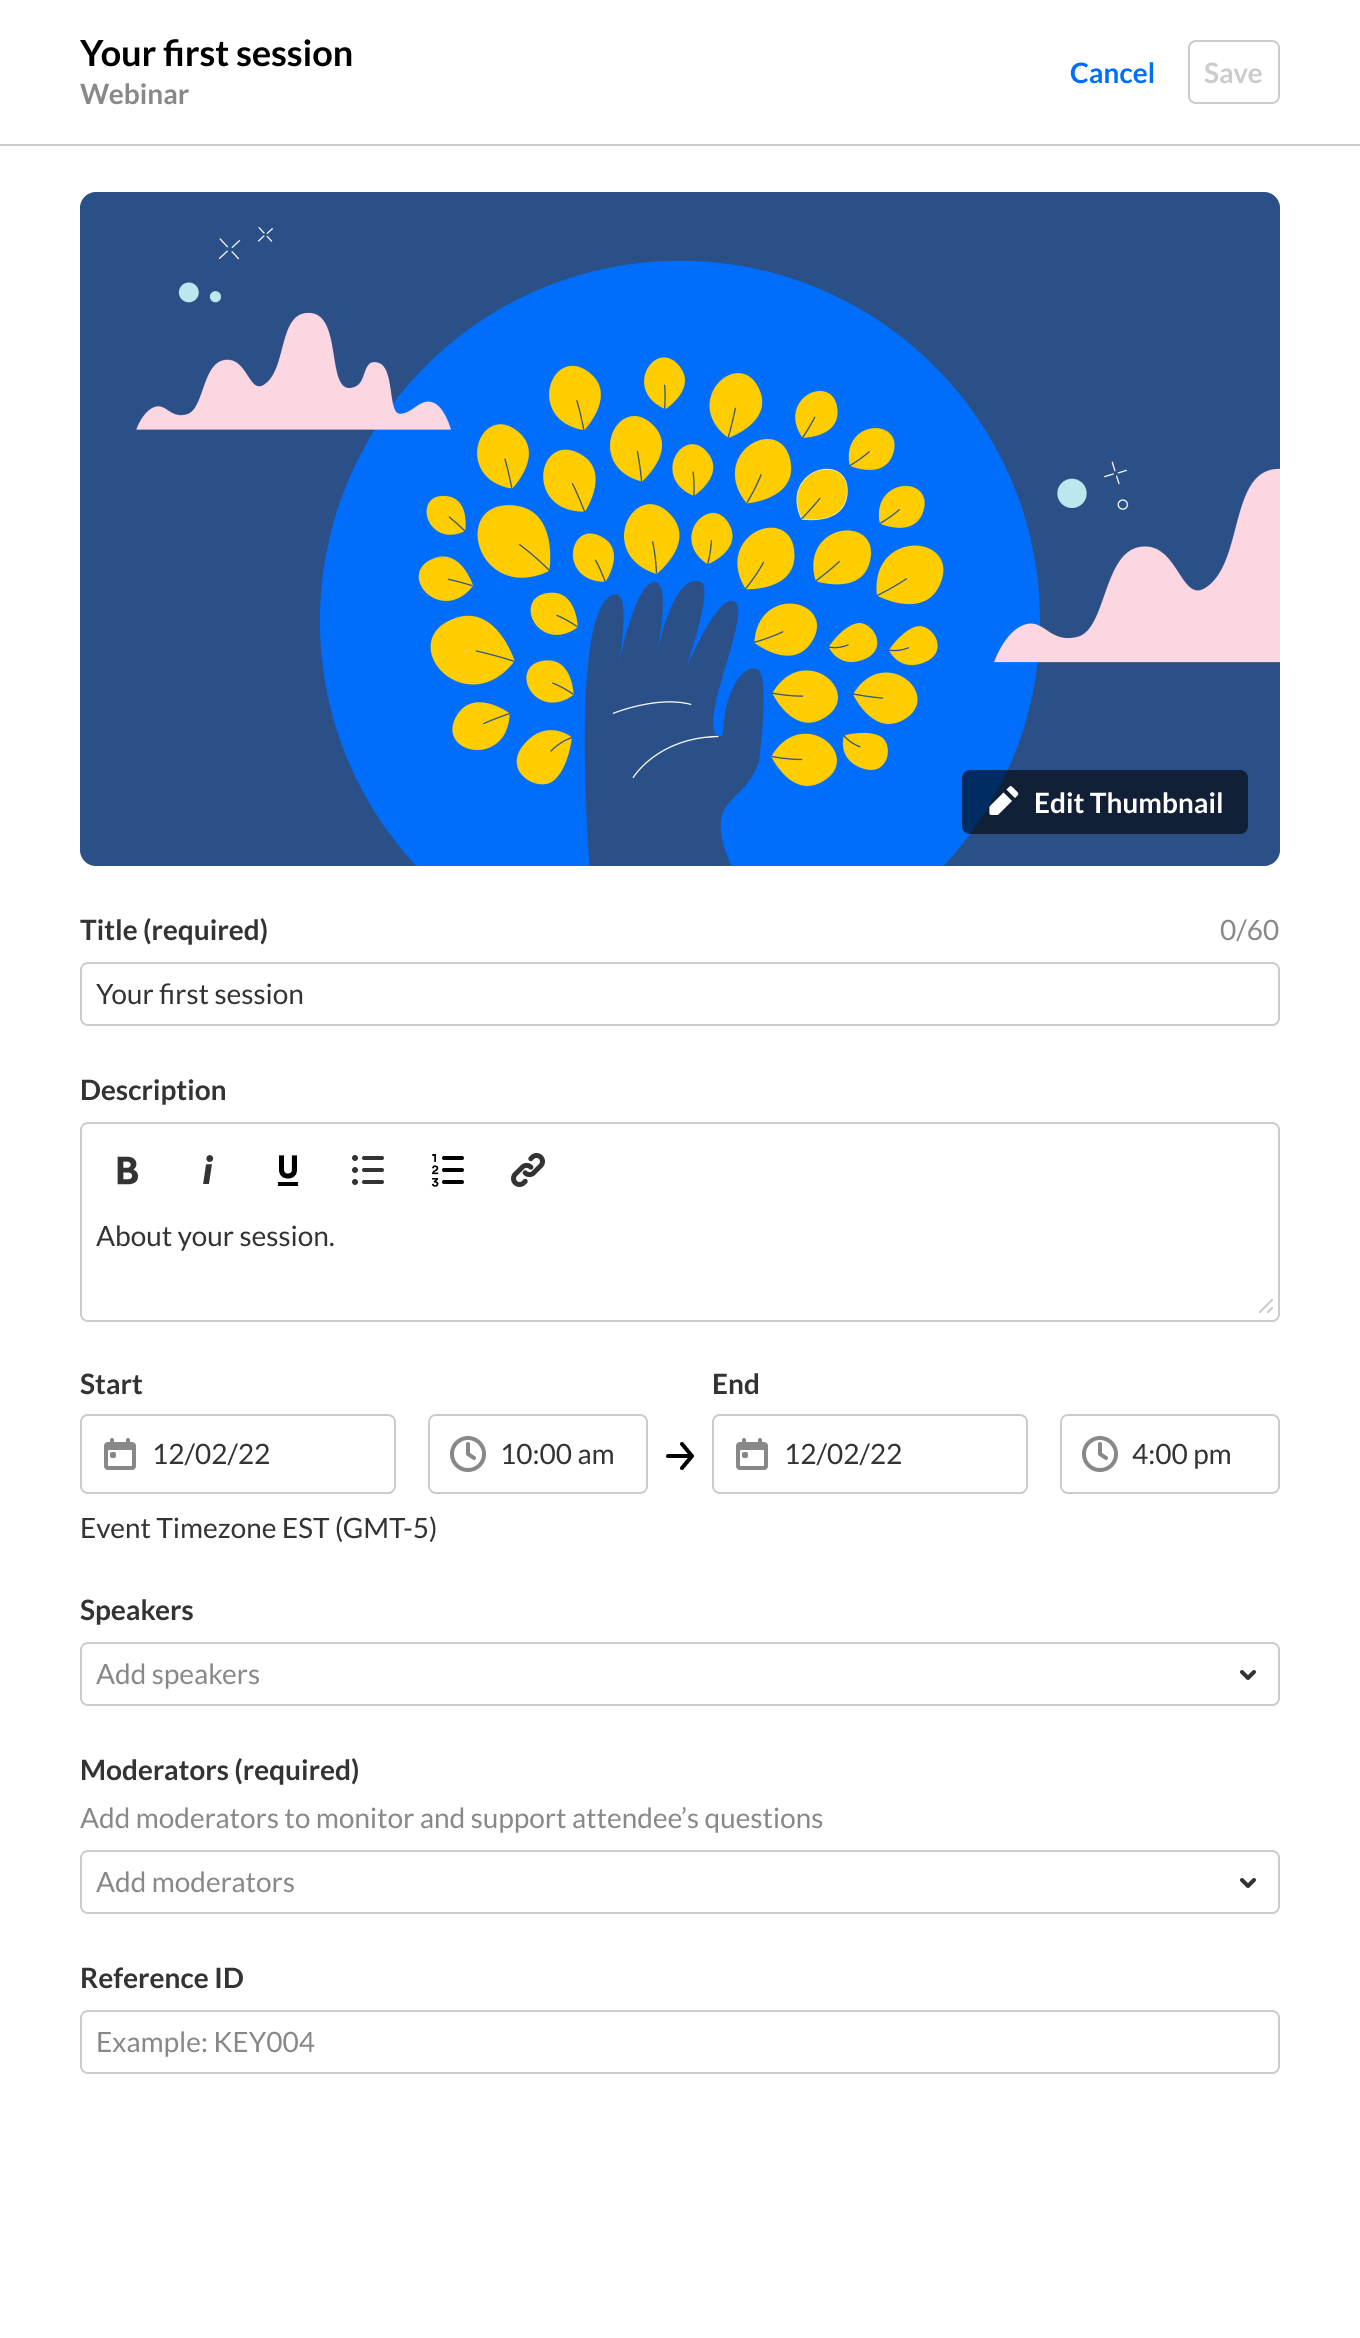 Your first session
Webinar
Cancel
Save
Edit Thumbnail
Title (required)
0/60
Your first session
Description
B i U
1
2
3
About your session.
Start
End
12/02/22
10:00 am
12/02/22
4:00 pm
Event Timezone EST (GMT-5)
Speakers
Add speakers
Moderators (required)
Add moderators to monitor and support attendee’s questions
Add moderators
Reference ID
Example: KEY004